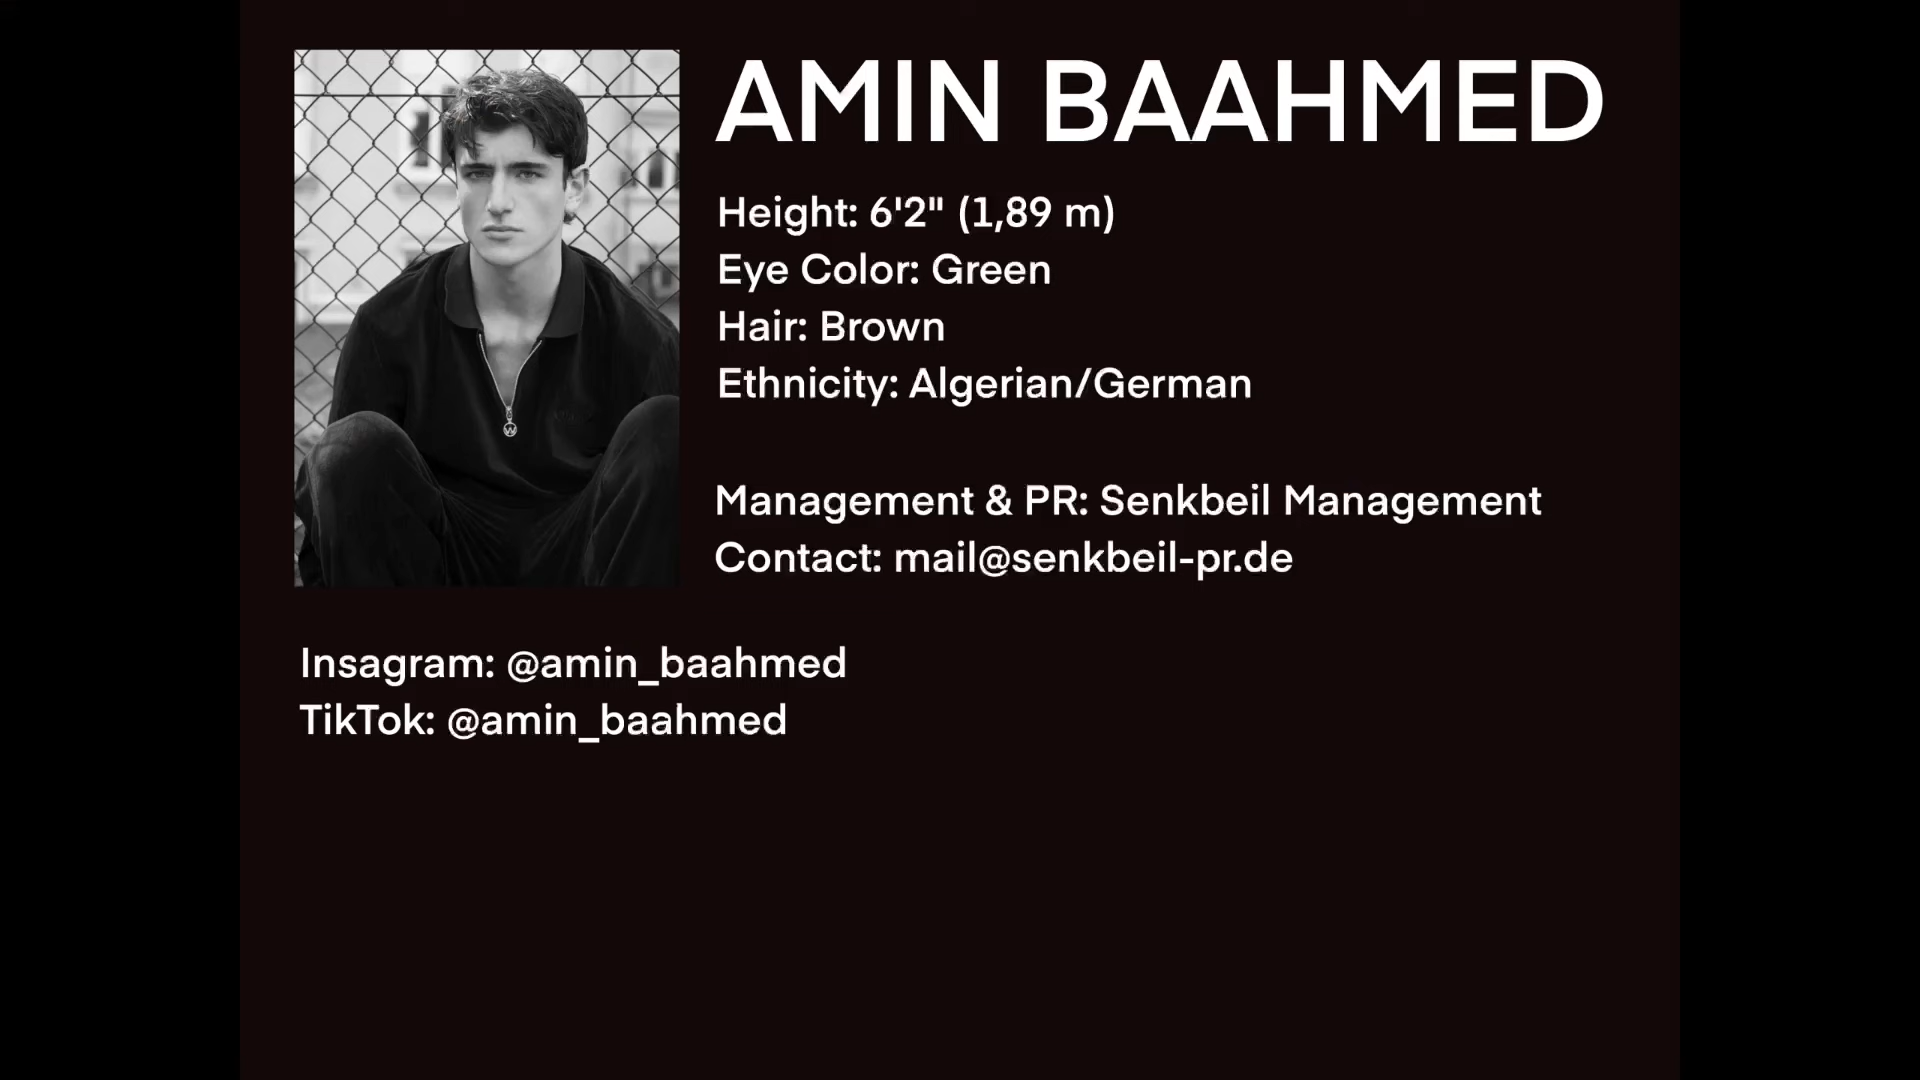 AMIN BAAHMED
Height: 6'2" (1,89 m)
Eye Color: Green
Hair: Brown
Ethnicity: Algerian/German
Management & PR: Senkbeil Management
Contact: mail@senkbeil-pr.de
Insagram: @amin_baahmed
TikTok: @amin_baahmed